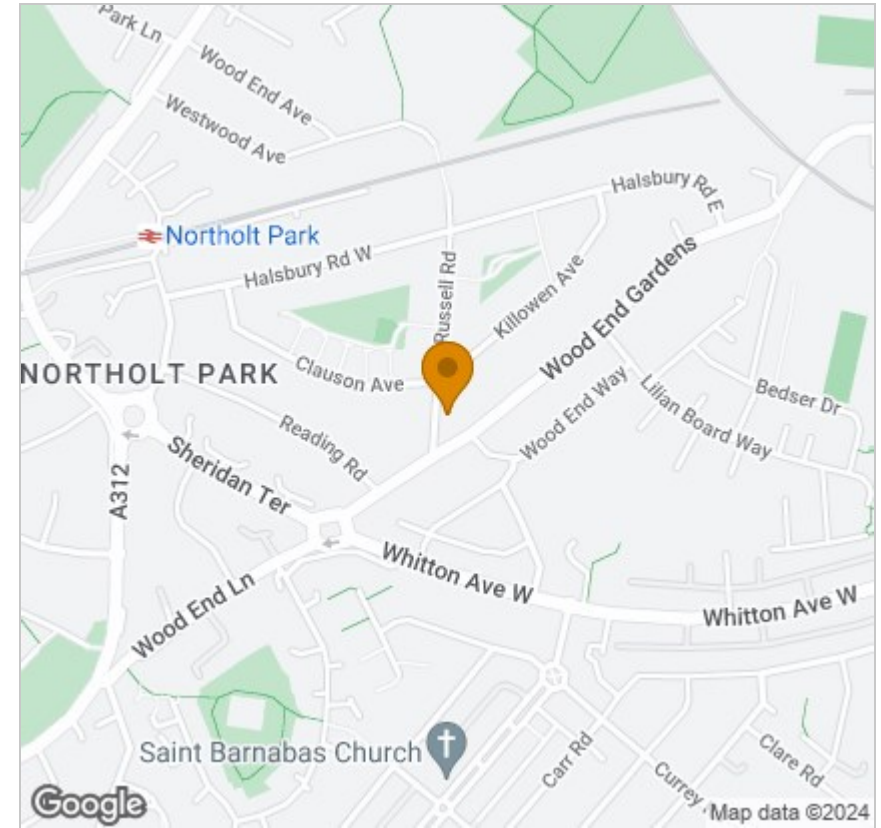 Park Ln
Wood End Ave
Westwood Ave
Halsbury Rd E
Northolt Park
Halsbury Rd W
Russell Rd
Killowen Ave
Wood End Gardens
NORTHOLT PARK
Clauson Ave
Wood End Way
Lilian Board Way
Bedser Dr
Reading Rd
Sheridan Ter
A312
Whitton Ave W
Wood End Ln
Whitton Ave W
Saint Barnabas Church
Carr Rd
Currey
Clare Rd
Google
Map data ©2024